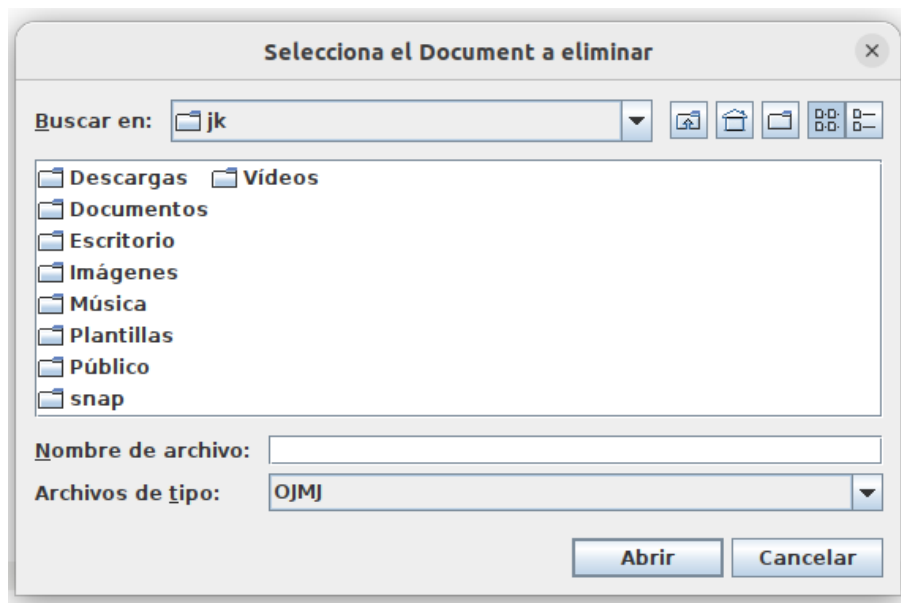 Selecciona el Document a eliminar
Buscar en: jk
Descargas Vídeos
Documentos
Escritorio
Imágenes
Música
Plantillas
Público
snap
Nombre de archivo:
Archivos de tipo: OJMJ
Abrir Cancelar